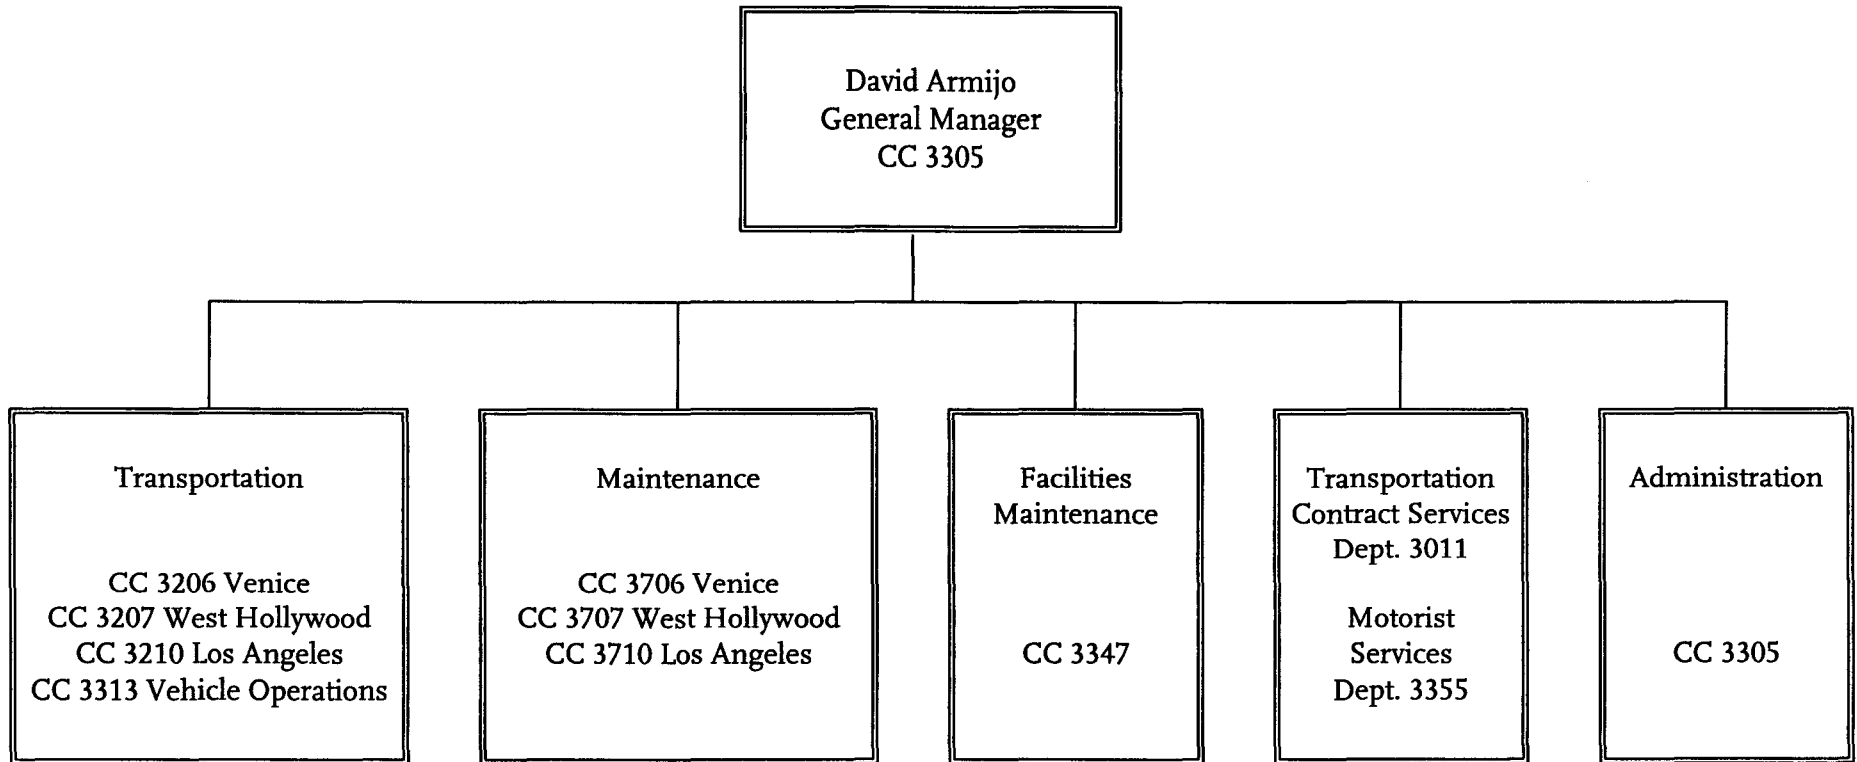 David Armijo
General Manager
CC 3305
Transportation
CC 3206 Venice
CC 3207 West Hollywood
CC 3210 Los Angeles
CC 3313 Vehicle Operations
Maintenance
CC 3706 Venice
CC 3707 West Hollywood
CC 3710 Los Angeles
Facilities
Maintenance
CC 3347
Transportation
Contract Services
Dept. 3011
Motorist
Services
Dept. 3355
Administration
CC 3305